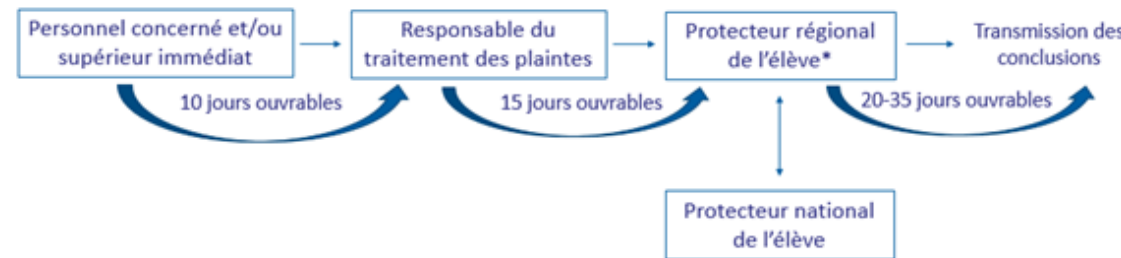 Personnel concerné et/ou
supérieur immédiat
Responsable du
traitement des plaintes
Protecteur régional
de l'élève*
Transmission des
conclusions
10 jours ouvrables
15 jours ouvrables
20-35 jours ouvrables
Protecteur national
de l'élève